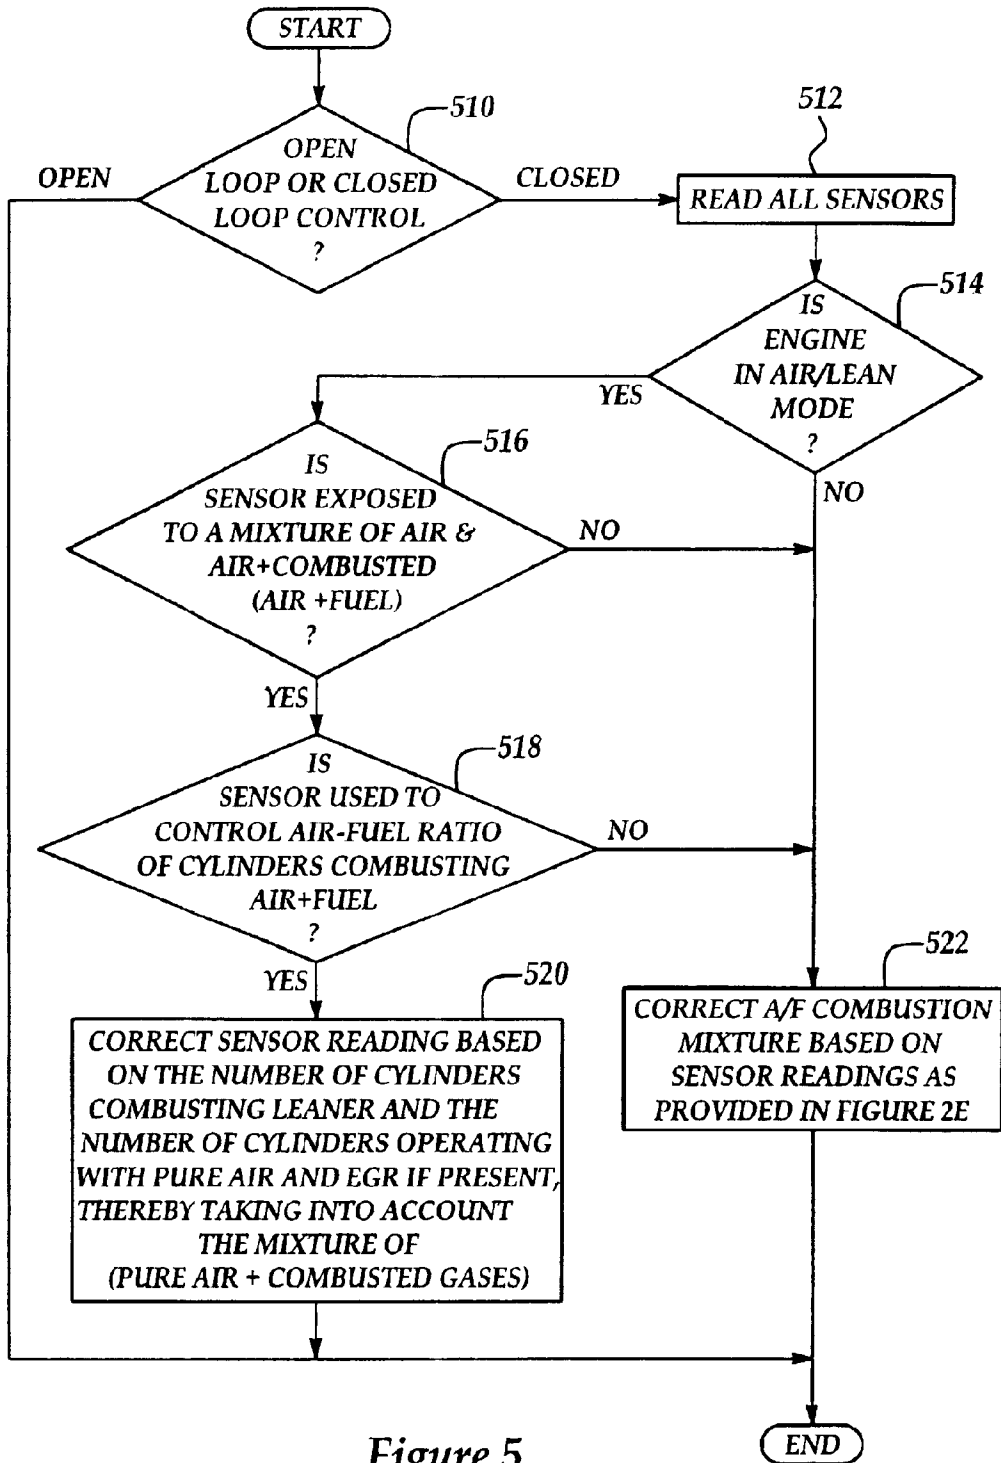 START
510
OPEN
LOOP OR CLOSED
LOOP CONTROL
?
OPEN
CLOSED
512
READ ALL SENSORS
514
IS
ENGINE
IN AIR/LEAN
MODE
?
YES
NO
516
IS
SENSOR EXPOSED
TO A MIXTURE OF AIR &
AIR+COMBUSTED
(AIR +FUEL)
?
NO
YES
518
IS
SENSOR USED TO
CONTROL AIR-FUEL RATIO
OF CYLINDERS COMBUSTING
AIR+FUEL
?
NO
YES
520
CORRECT SENSOR READING BASED
ON THE NUMBER OF CYLINDERS
COMBUSTING LEANER AND THE
NUMBER OF CYLINDERS OPERATING
WITH PURE AIR AND EGR IF PRESENT,
THEREBY TAKING INTO ACCOUNT
THE MIXTURE OF
(PURE AIR + COMBUSTED GASES)
522
CORRECT A/F COMBUSTION
MIXTURE BASED ON
SENSOR READINGS AS
PROVIDED IN FIGURE 2E
END
Figure 5